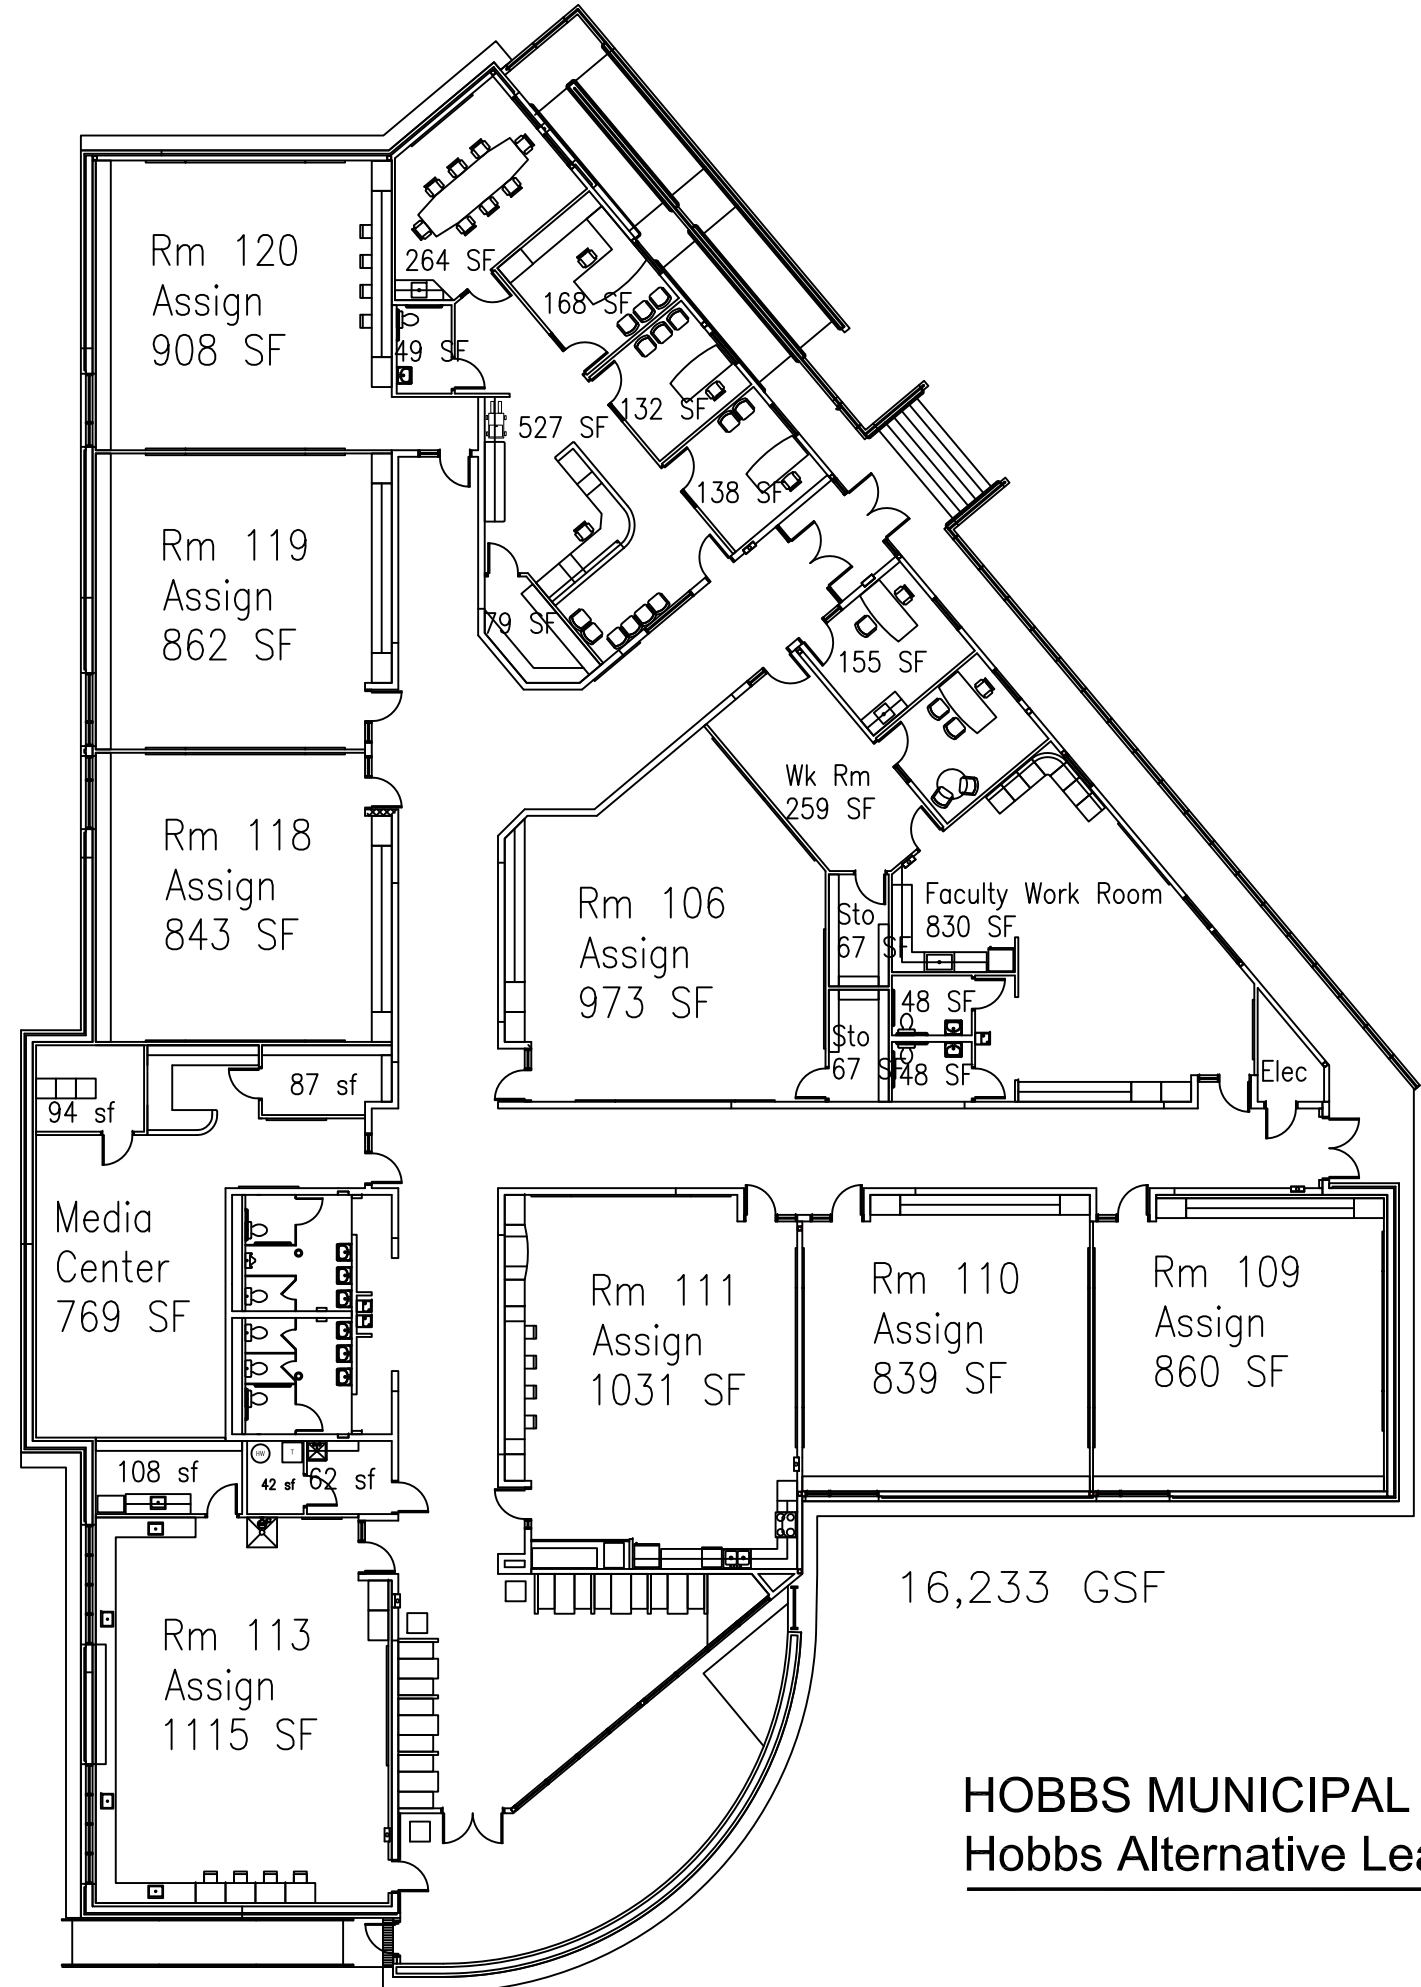 264 SF
Rm 120
Assign
908 SF
168 SF
49 SF
132 SF
527 SF
138 SF
Rm 119
Assign
862 SF
79 SF
155 SF
Wk Rm
259 SF
Rm 118
Assign
843 SF
Rm 106
Assign
973 SF
Sto
67 SF
Faculty Work Room
830 SF
48 SF
Sto
67 SF
48 SF
Elec
87 sf
94 sf
Media
Center
769 SF
Rm 111
Assign
1031 SF
Rm 110
Assign
839 SF
Rm 109
Assign
860 SF
108 sf
HW
T
42 sf
62 sf
16,233 GSF
Rm 113
Assign
1115 SF
HOBBS MUNICIPAL
Hobbs Alternative Lea